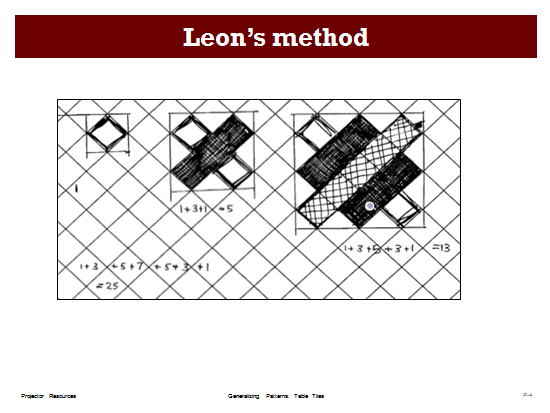 Leon's method
1
1+3+1 =5
1+3+5+3+1 =13
1+3+5+7+5+3+1
=25
Projector Resources Generalizing Patterns: Table Tiles P-4